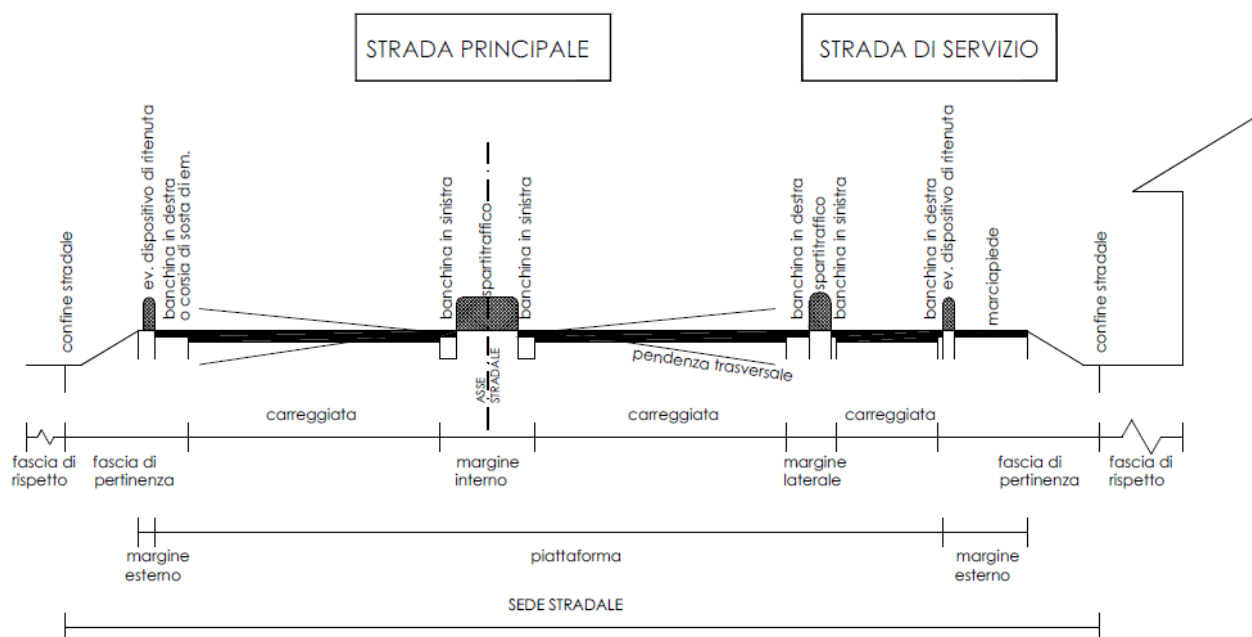 STRADA PRINCIPALE
STRADA DI SERVIZIO
confine stradale
ev. dispositivo di ritenuta
banchina in destra
o corsia di sosta di em.
banchina in sinistra
spartitraffico
banchina in sinistra
banchina in destra
spartitraffico
banchina in sinistra
banchina in destra
ev. dispositivo di ritenuta
marciapiede
confine stradale
pendenza trasversale
ASSE
STRADALE
carreggiata
carreggiata
carreggiata
fascia di
rispetto
fascia di
pertinenza
margine
interno
margine
laterale
fascia di
pertinenza
fascia di
rispetto
margine
esterno
piattaforma
margine
esterno
SEDE STRADALE